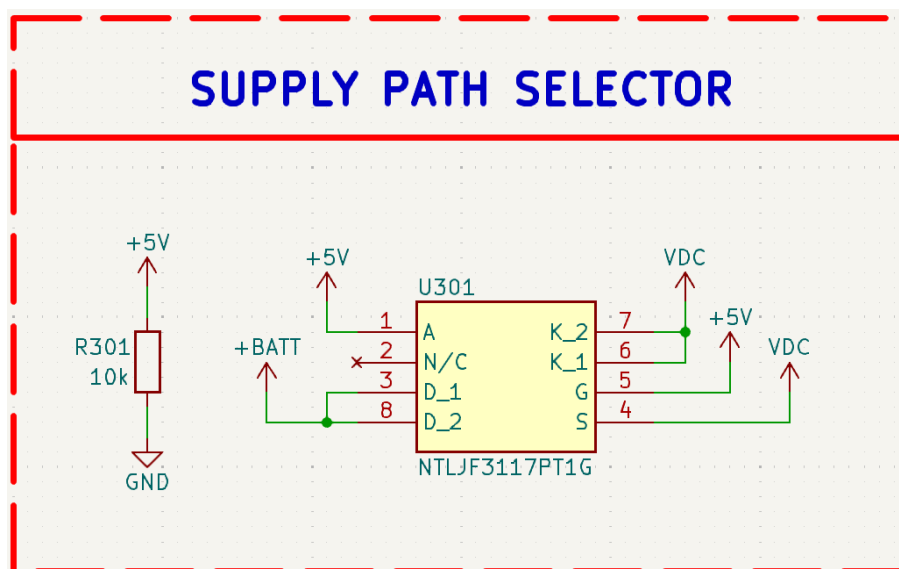 SUPPLY PATH SELECTOR
+5V
R301
10k
GND
+5V
+BATT
U301
1 A
2 N/C
3 D_1
8 D_2
K_2 7
K_1 6
G 5
S 4
NTLJF3117PT1G
VDC
+5V
VDC